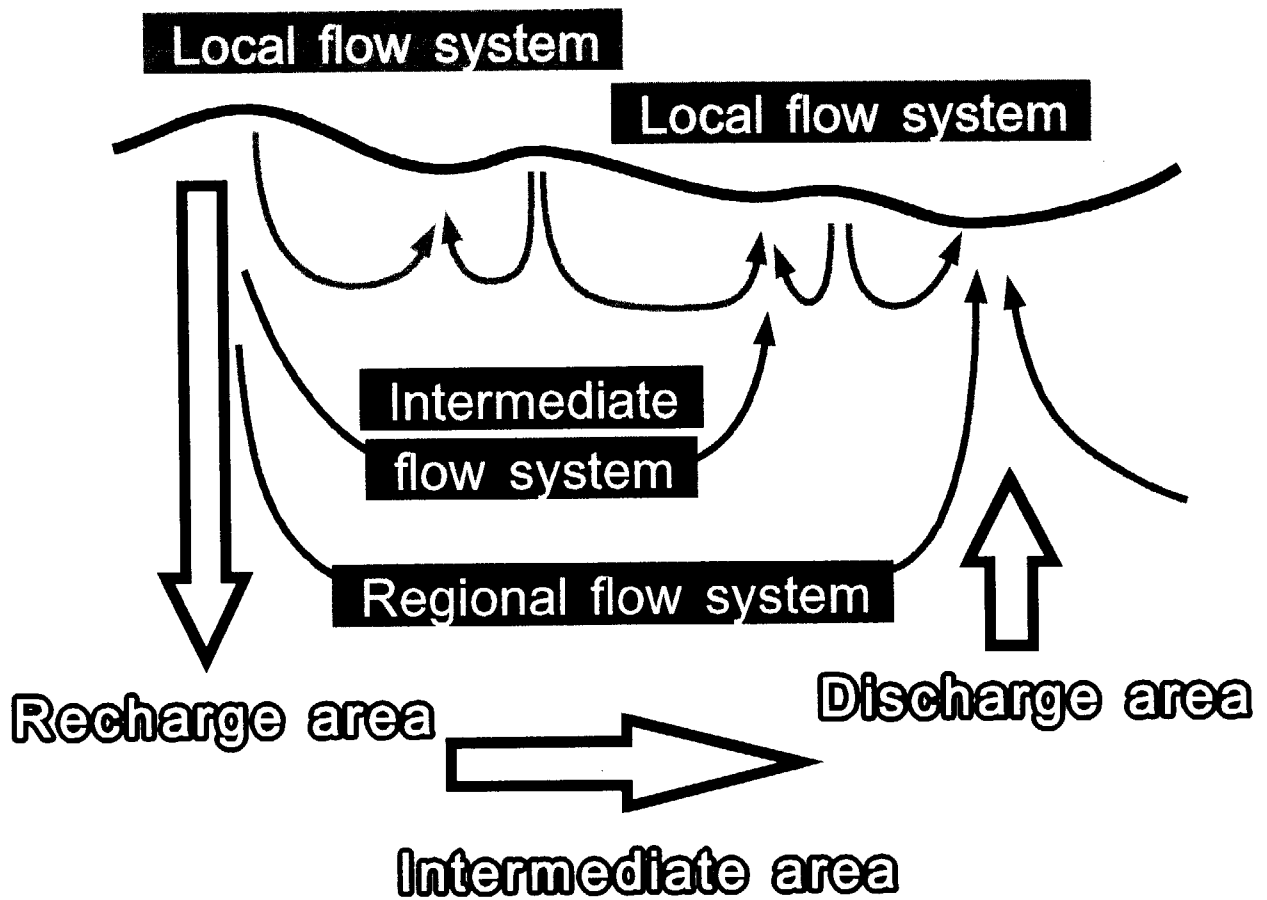 Local flow system
Local flow system
Intermediate
flow system
Regional flow system
Recharge area
Discharge area
Intermediate area